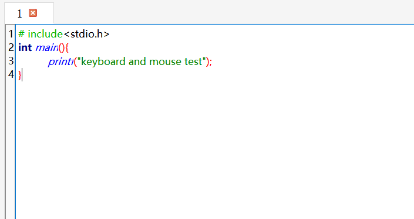 1
1 # include<stdio.h>
2 int main(){
3 printf("keyboard and mouse test");
4 }